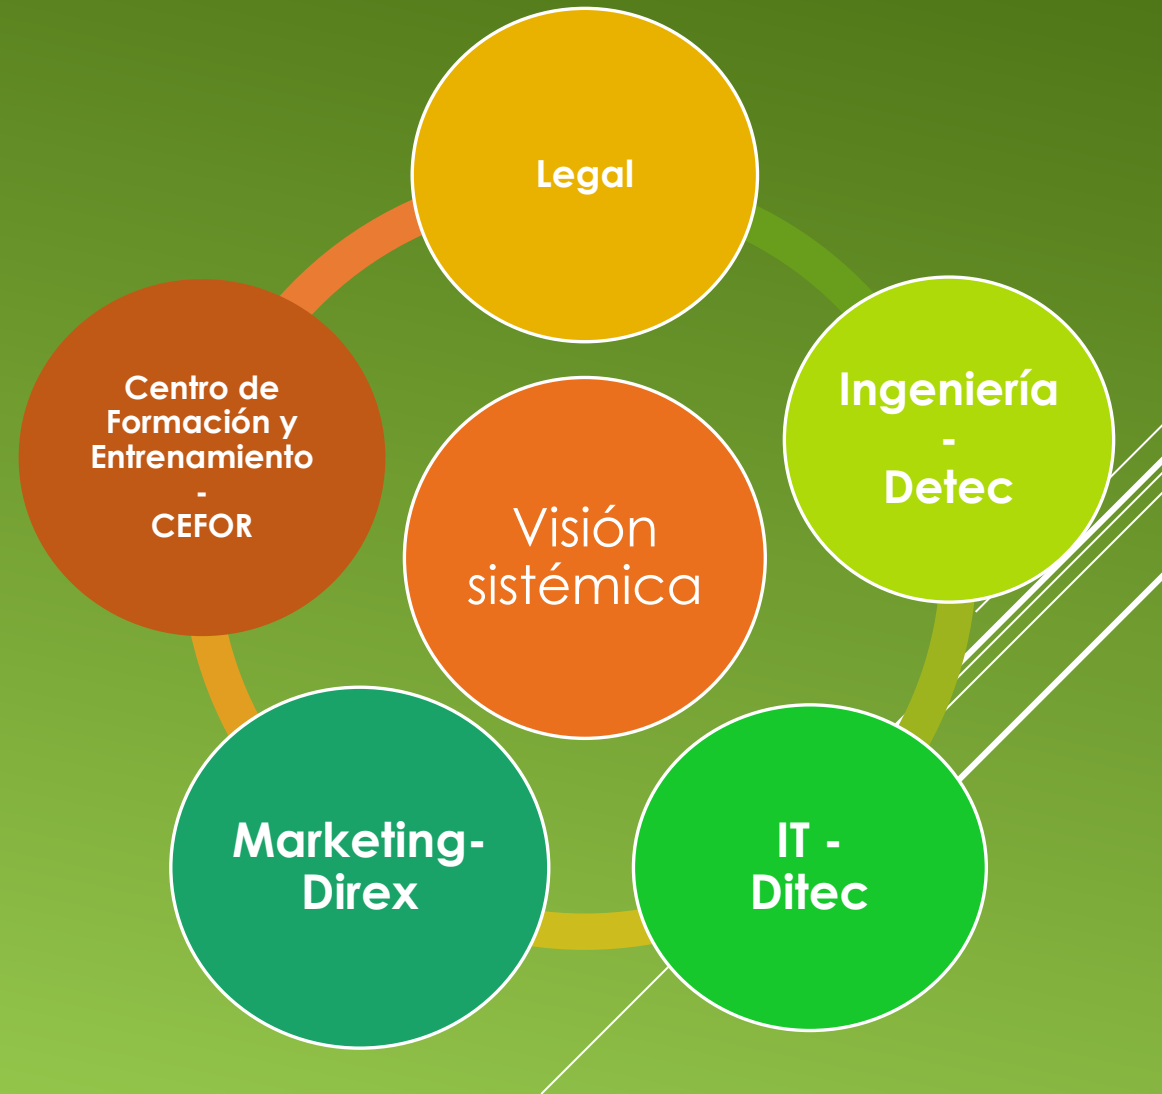 Legal
Ingeniería
-
Detec
Centro de
Formación y
Entrenamiento
-
CEFOR
Visión
sistémica
Marketing-
Direx
IT -
Ditec